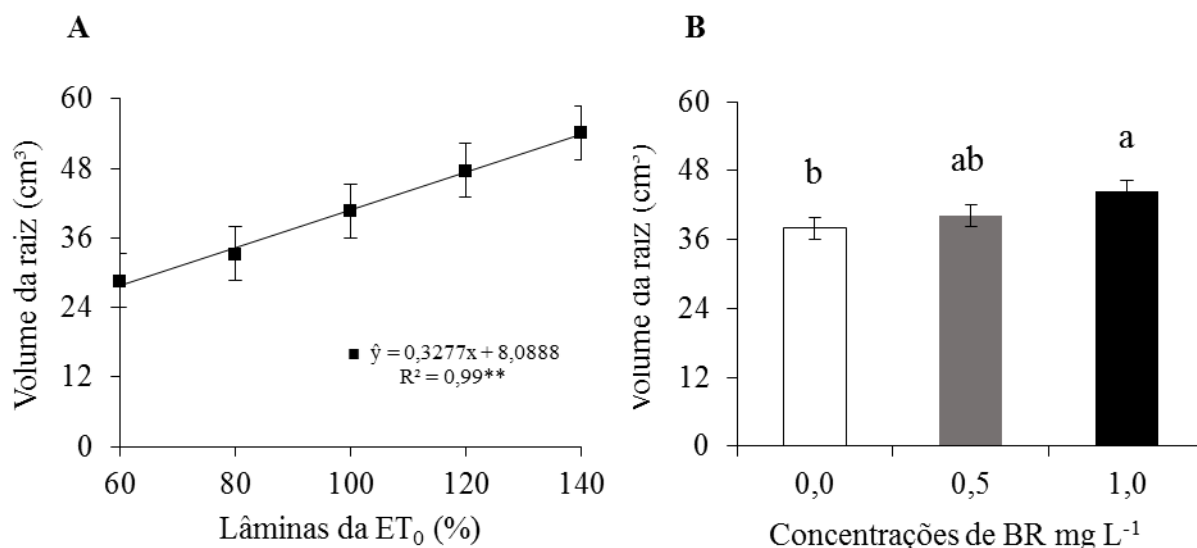 A
Volume da raiz (cm³)
60
48
36
24
12
0
■ ŷ = 0,3277x + 8,0888
R² = 0,99**
60 80 100 120 140
Lâminas da ET₀ (%)
B
Volume da raiz (cm³)
60
48
36
24
12
0
b ab a
0,0 0,5 1,0
Concentrações de BR mg L⁻¹